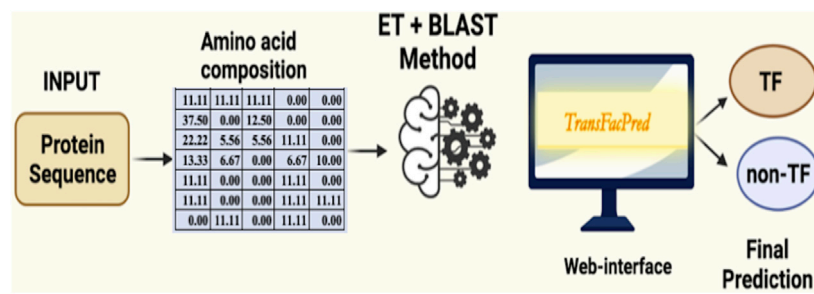 INPUT
Protein
Sequence
Amino acid
composition
11.11 11.11 11.11 0.00 0.00
37.50 0.00 12.50 0.00 0.00
22.22 5.56 5.56 11.11 0.00
13.33 6.67 0.00 6.67 10.00
11.11 0.00 0.00 11.11 0.00
11.11 0.00 0.00 11.11 11.11
0.00 11.11 0.00 11.11 0.00
ET + BLAST
Method
TransFacPred
Web-interface
TF
non-TF
Final
Prediction